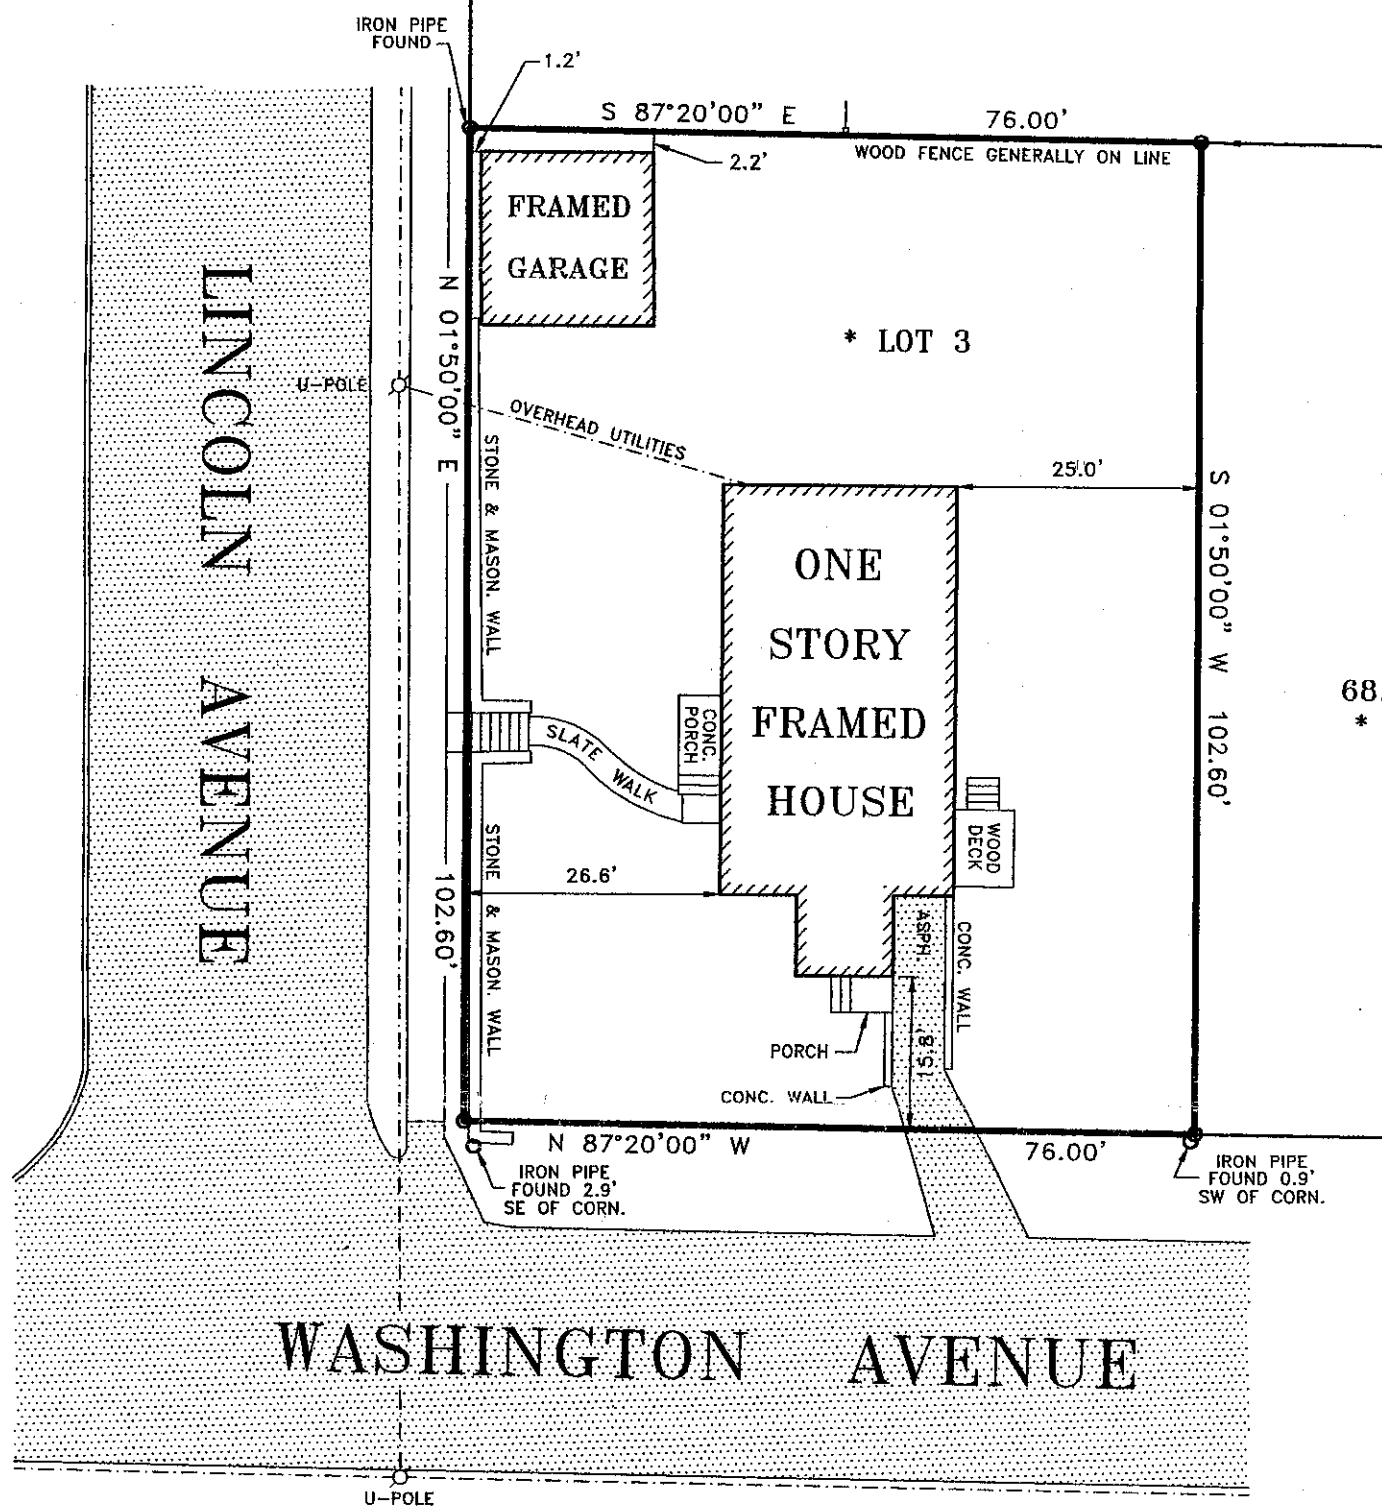 IRON PIPE
FOUND
1.2'
S 87°20'00" E
76.00'
WOOD FENCE GENERALLY ON LINE
2.2'
FRAMED
GARAGE
* LOT 3
LINCOLN AVENUE
N 01°50'00" E
102.60'
U-POLE
OVERHEAD UTILITIES
STONE & MASON. WALL
25.0'
S 01°50'00" W 102.60'
ONE
STORY
FRAMED
HOUSE
68.
*
CONC.
PORCH
SLATE WALK
WOOD
DECK
26.6'
STONE & MASON. WALL
ASPH
CONC. WALL
15.8'
PORCH
CONC. WALL
N 87°20'00" W
76.00'
IRON PIPE
FOUND 2.9'
SE OF CORN.
IRON PIPE
FOUND 0.9'
SW OF CORN.
WASHINGTON AVENUE
U-POLE